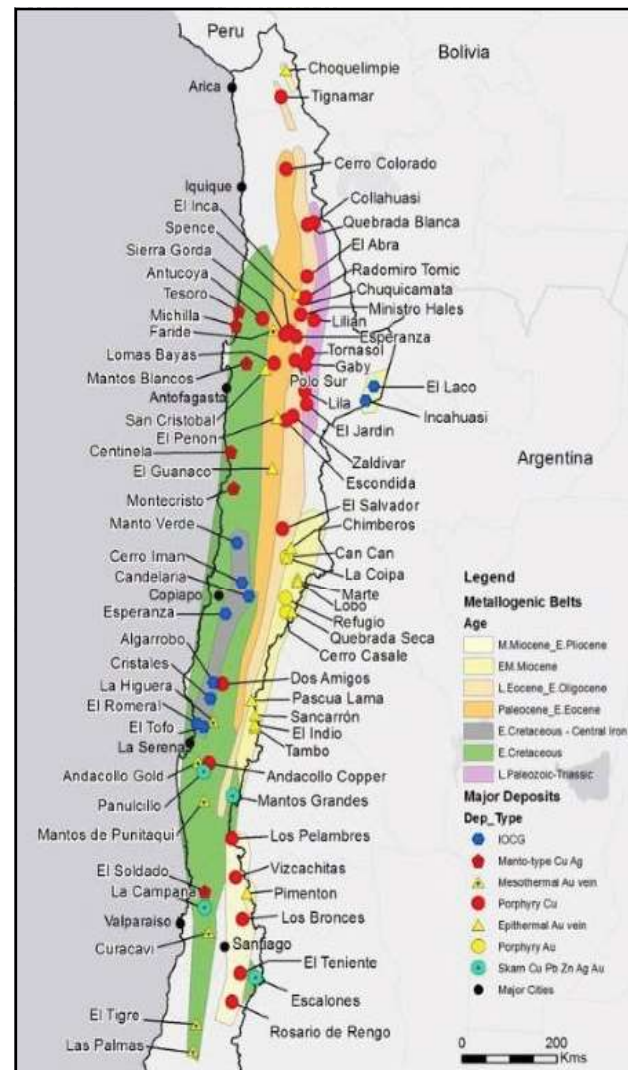 Peru
Bolivia
Choquelimpie
Arica
Tignamar
Cerro Colorado
Iquique
Collahuasi
El Inca
Quebrada Blanca
Spence
El Abra
Sierra Gorda
Radomiro Tomic
Antucoya
Chuquicamata
Tesoro
Ministro Hales
Michilla
Lilian
Faride
Esperanza
Lomas Bayas
Tornasol
Gaby
Mantos Blancos
Polo Sur
El Laco
Antofagasta
Lila
Incahuasi
San Cristobal
El Jardin
El Penon
Zaldivar
Centinela
Escondida
Argentina
El Guanaco
Montecristo
El Salvador
Chimberos
Manto Verde
Can Can
Cerro Iman
La Coipa
Candelaria
Marte
Copiapo
Lobo
Esperanza
Refugio
Quebrada Seca
Algarrobo
Cerro Casale
Cristales
Dos Amigos
La Higuera
Pascua Lama
El Romeral
Sancarrón
El Tofo
El Indio
La Serena
Tambo
Andacollo Gold
Andacollo Copper
Panulcillo
Mantos Grandes
Mantos de Punitaqui
Los Pelambres
El Soldado
Vizcachitas
La Campana
Pimenton
Valparaiso
Los Bronces
Curacavi
Santiago
El Teniente
Escalones
El Tigre
Rosario de Rengo
Las Palmas
Legend
Metallogenic Belts
Age
M.Miocene_E.Pliocene
EM.Miocene
L.Eocene_E.Oligocene
Paleocene_E.Eocene
E.Cretaceous - Central Iron
E.Cretaceous
L.Paleozoic-Triassic
Major Deposits
Dep_Type
IOCG
Manto-type Cu Ag
Mesothermal Au vein
Porphyry Cu
Epithermal Au vein
Porphyry Au
Skarn Cu Pb Zn Ag Au
Major Cities
0 200
Kms